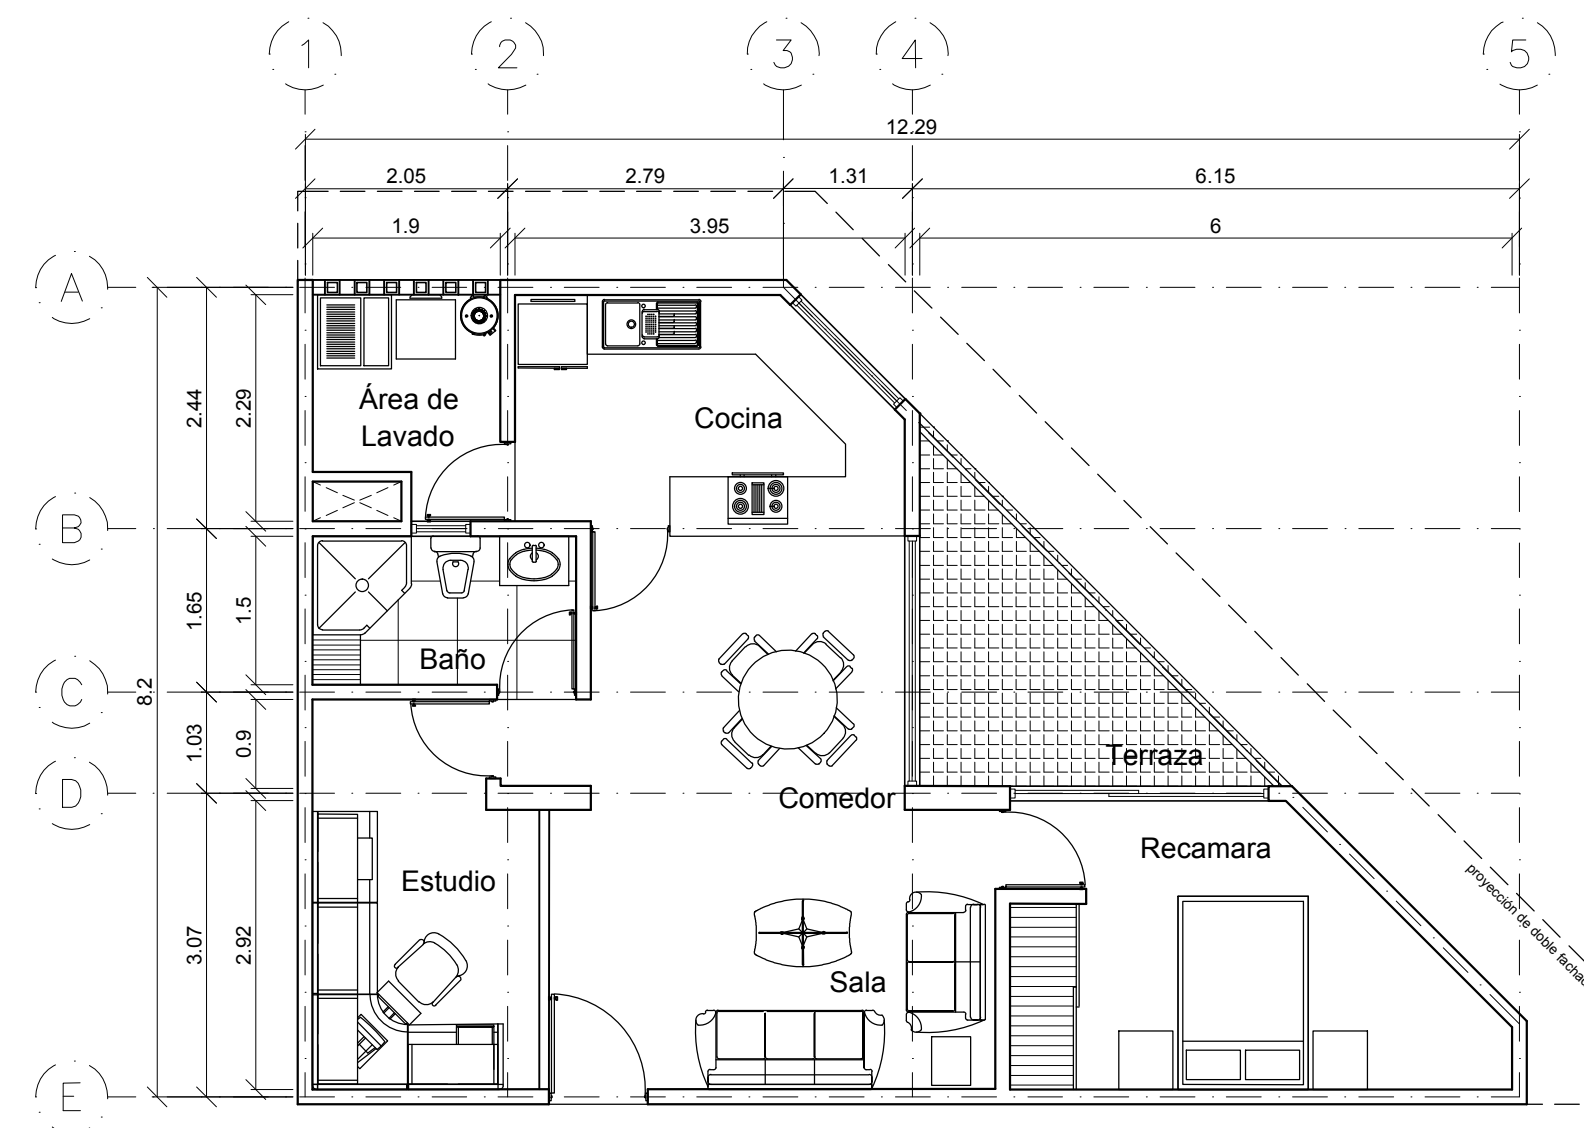 1 2 3 4 5
12.29
2.05 2.79 1.31 6.15
1.9 3.95 6
A
B
C
D
E
2.44
1.65
1.03
3.07
8.2
2.29
1.5
0.9
2.92
Área de
Lavado
Cocina
Baño
Terraza
Comedor
Recamara
Estudio
Sala
proyección de doble fachad